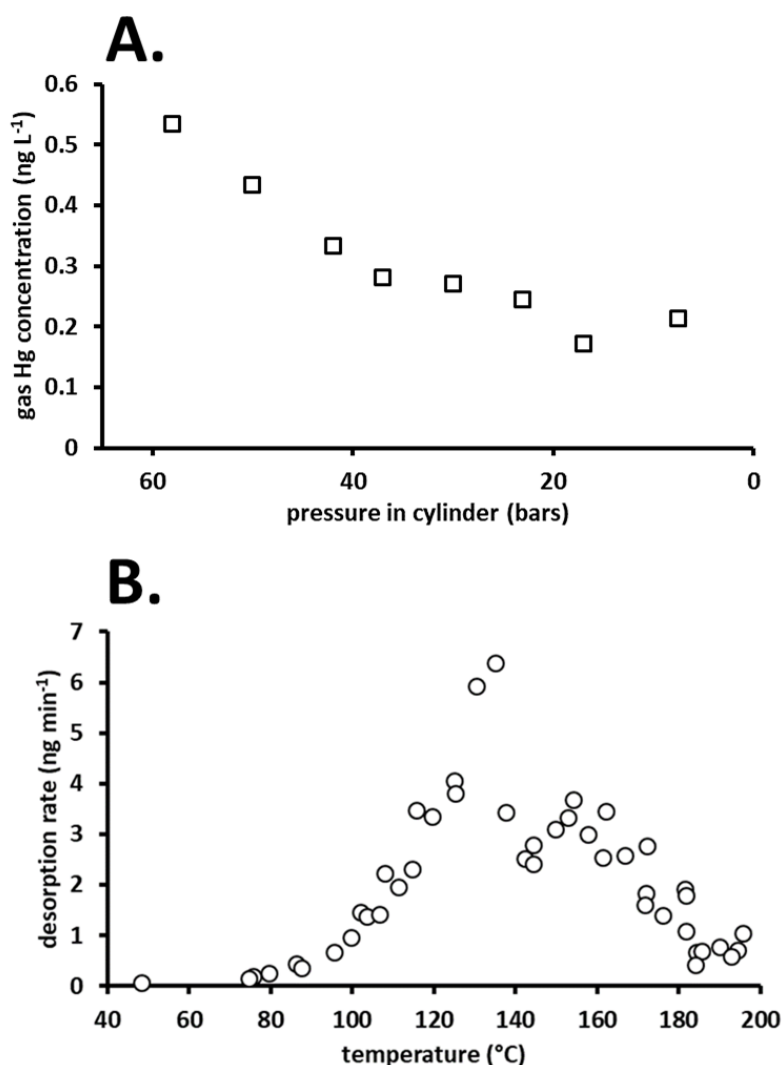 A.
gas Hg concentration (ng L⁻¹)
0.6
0.5
0.4
0.3
0.2
0.1
0
60 40 20 0
pressure in cylinder (bars)
B.
desorption rate (ng min⁻¹)
7
6
5
4
3
2
1
0
40 60 80 100 120 140 160 180 200
temperature (°C)